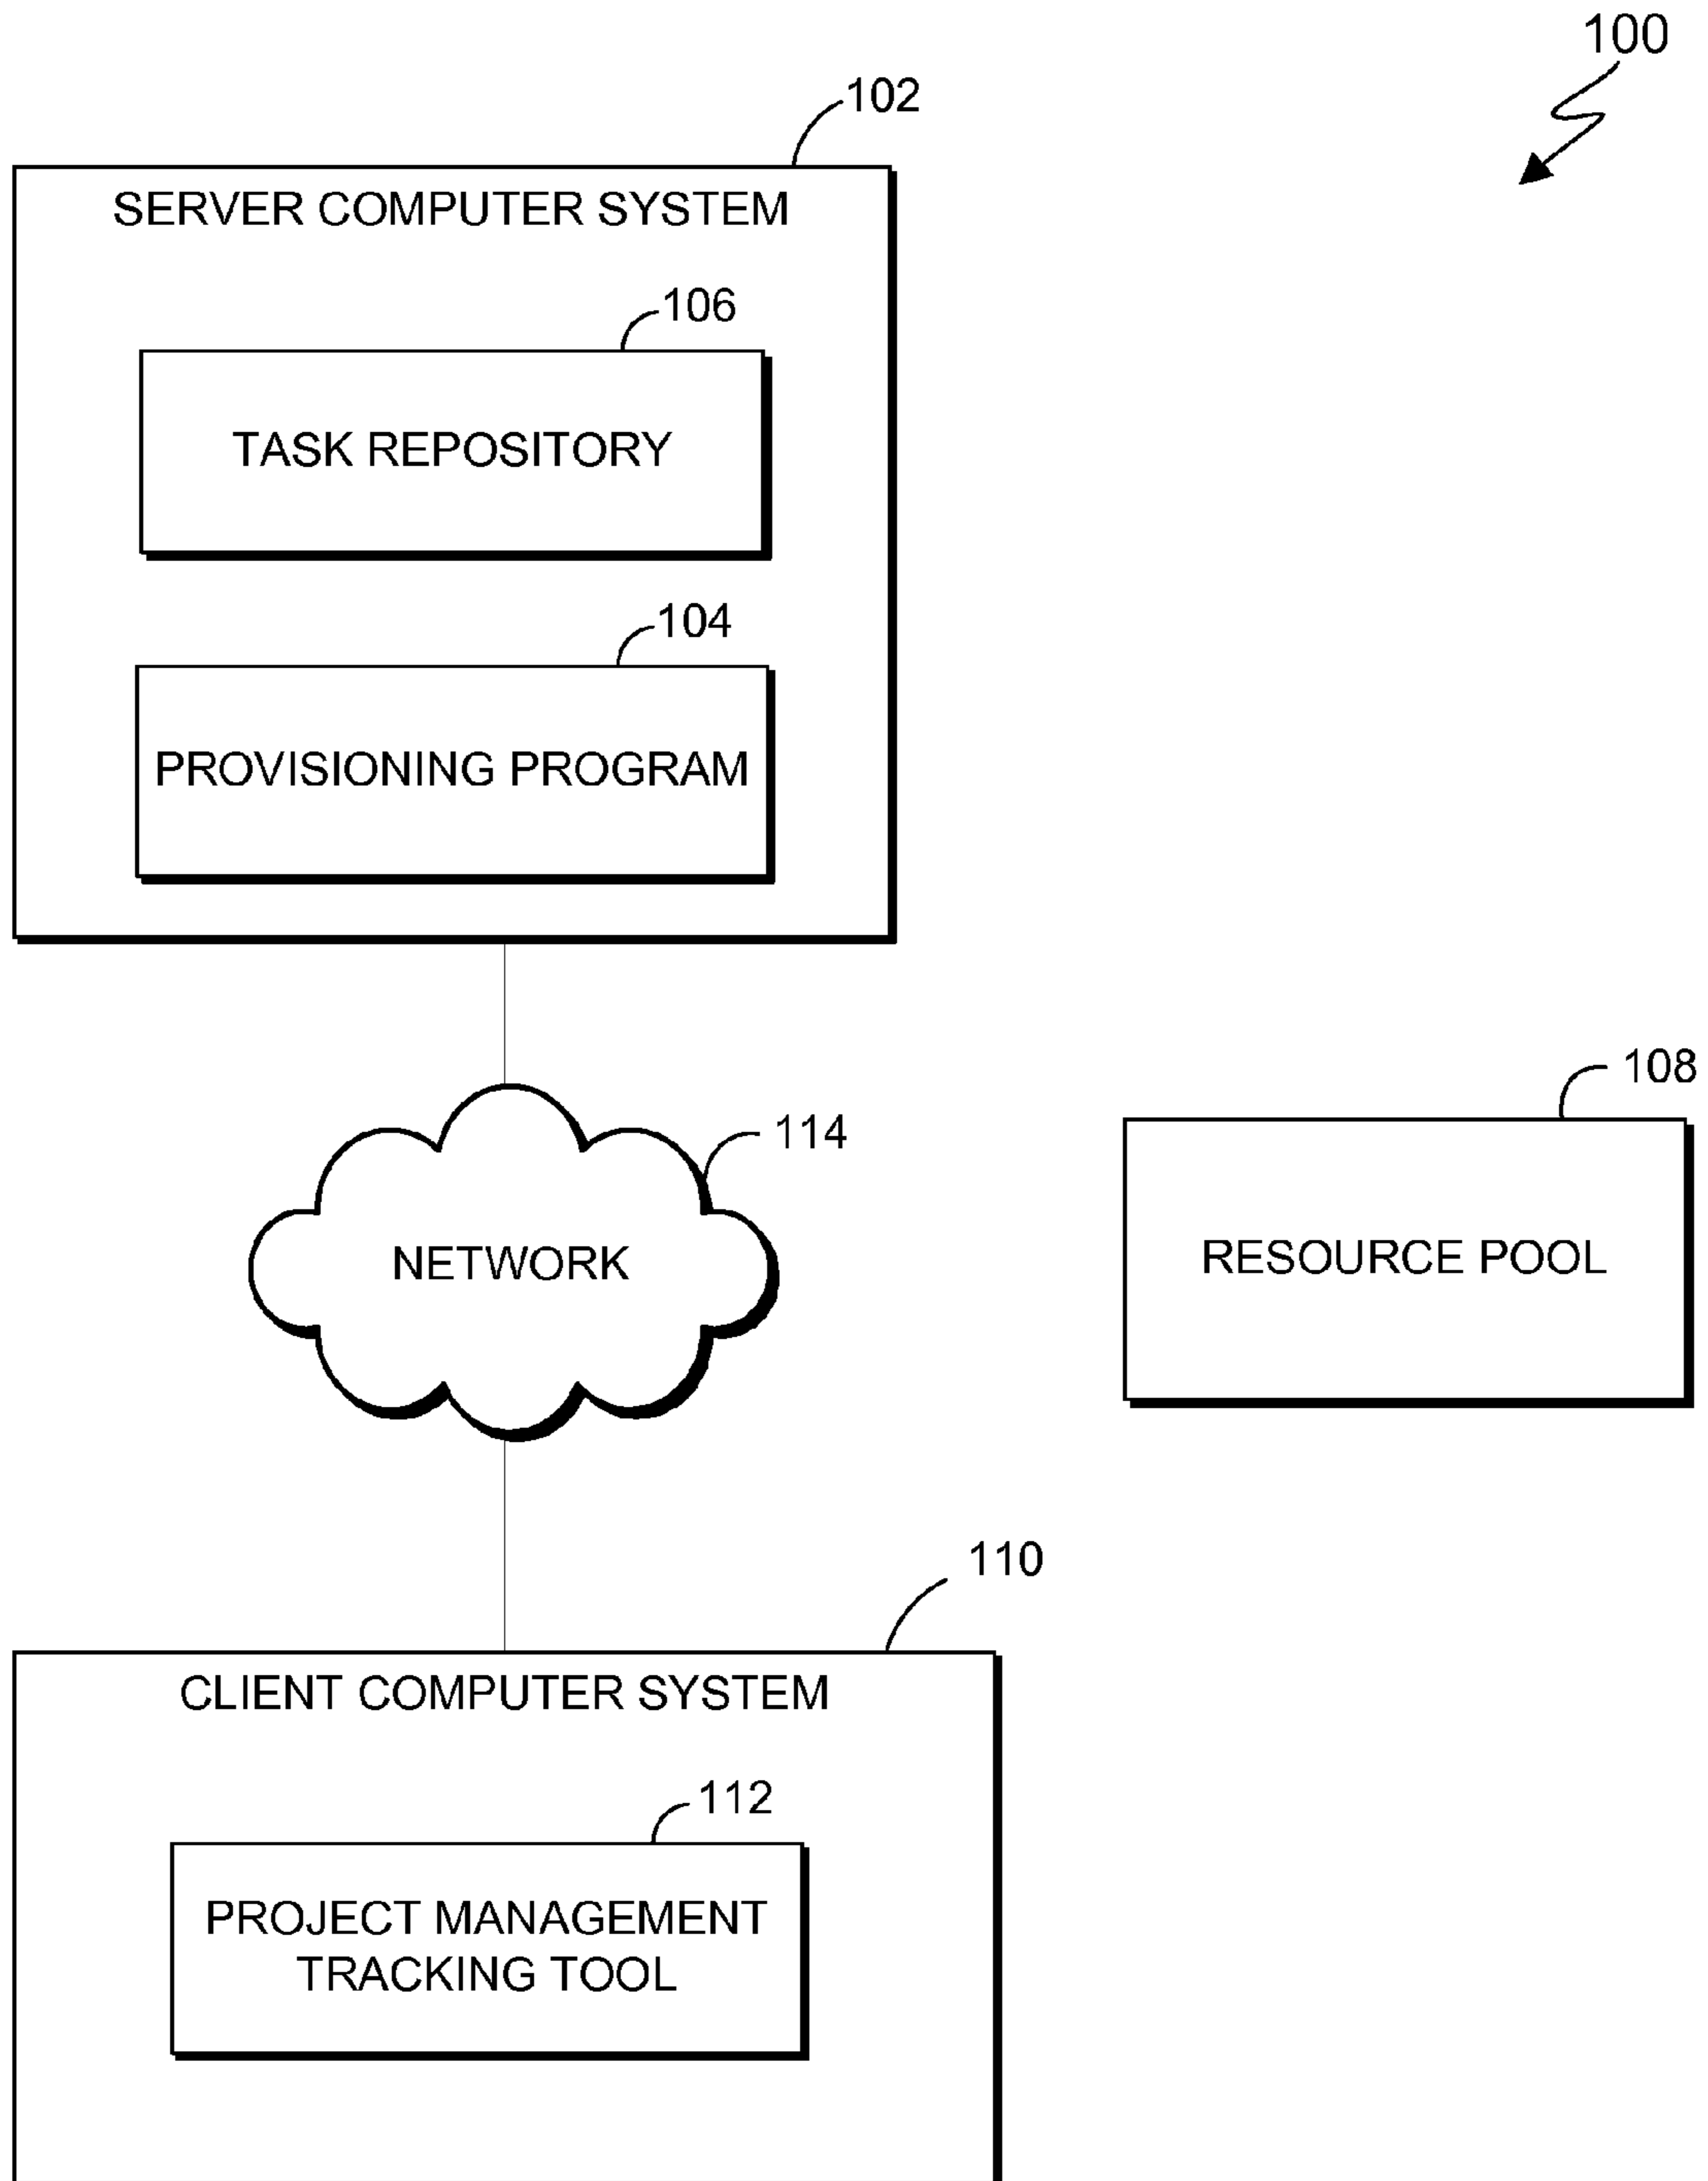 100
102
SERVER COMPUTER SYSTEM
106
TASK REPOSITORY
104
PROVISIONING PROGRAM
108
114
NETWORK
RESOURCE POOL
110
CLIENT COMPUTER SYSTEM
112
PROJECT MANAGEMENT
TRACKING TOOL